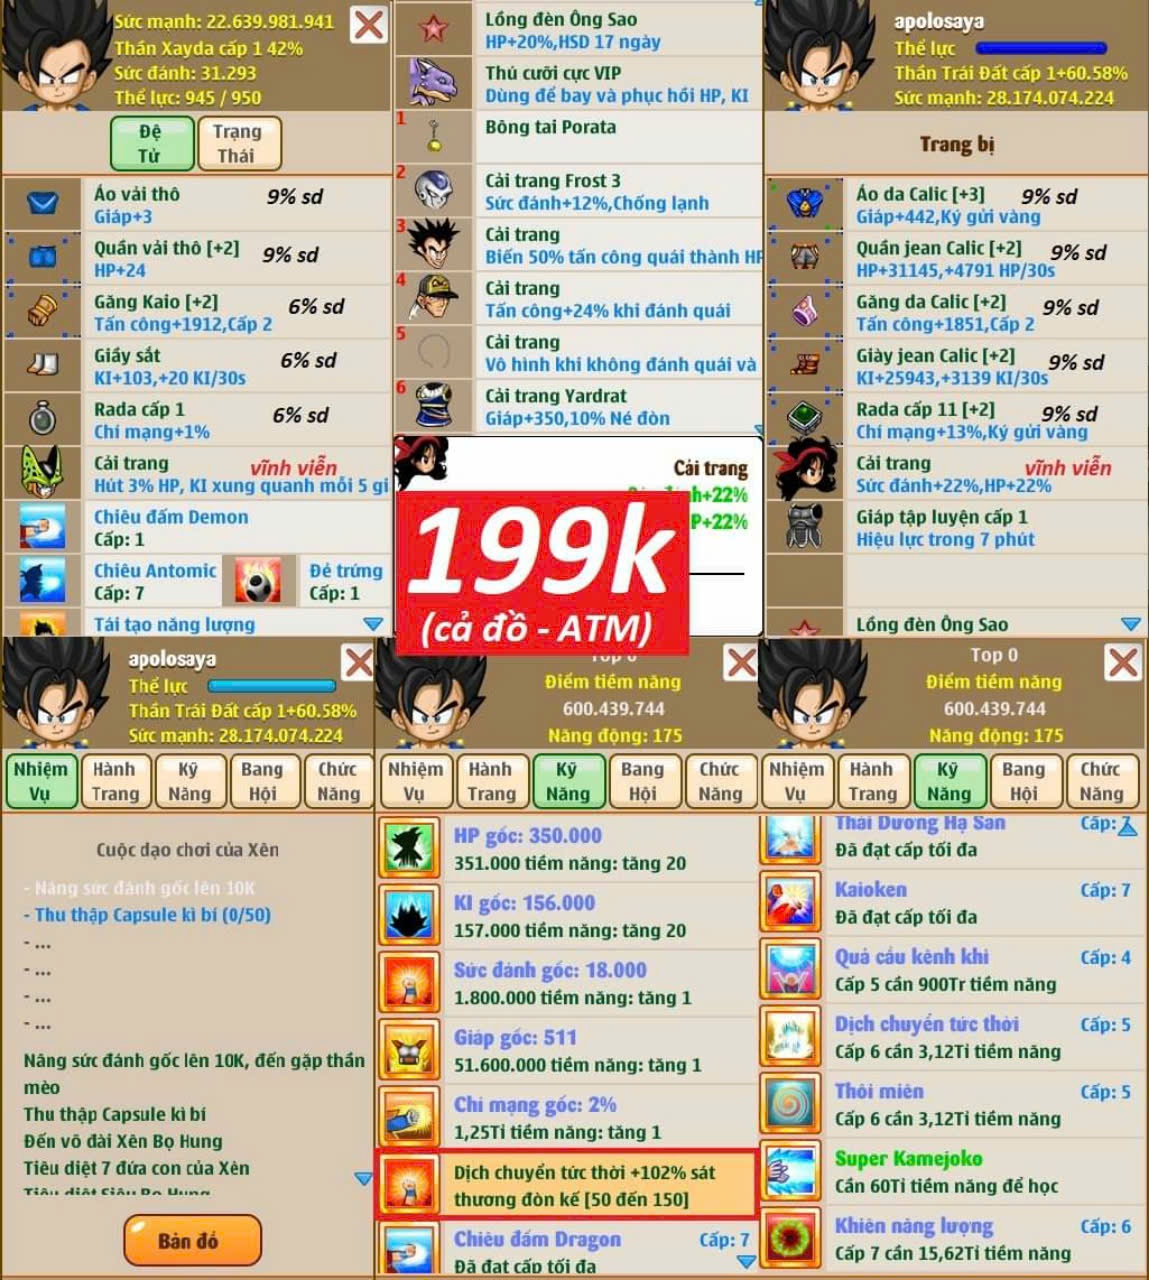 Sức mạnh: 22.639.981.941
Thần Xayda cấp 1 42%
Sức đánh: 31.293
Thể lực: 945 / 950
Đệ
Tử
Trạng
Thái
Áo vải thô
9% sd
Giáp+3
Quần vải thô [+2]
9% sd
HP+24
Găng Kaio [+2]
6% sd
Tấn công+1912,Cấp 2
Giầy sắt
6% sd
KI+103,+20 KI/30s
Rada cấp 1
6% sd
Chí mạng+1%
Cải trang
vĩnh viễn
Hút 3% HP, KI xung quanh mỗi 5 gi
Chiêu đấm Demon
Cấp: 1
Chiêu Antomic
Cấp: 7
Đẻ trứng
Cấp: 1
Tái tạo năng lượng
Lồng đèn Ông Sao
HP+20%,HSD 17 ngày
Thú cưỡi cực VIP
Dùng để bay và phục hồi HP, KI
1
Bông tai Porata
2
Cải trang Frost 3
Sức đánh+12%,Chống lạnh
3
Cải trang
Biến 50% tấn công quái thành HP
4
Cải trang
Tấn công+24% khi đánh quái
5
Cải trang
Vô hình khi không đánh quái và
6
Cải trang Yardrat
Giáp+350,10% Né đòn
Cải trang
h+22%
P+22%
199k
(cả đồ - ATM)
apolosaya
Thể lực
Thần Trái Đất cấp 1+60.58%
Sức mạnh: 28.174.074.224
Trang bị
Áo da Calic [+3]
9% sd
Giáp+442,Ký gửi vàng
Quần jean Calic [+2]
9% sd
HP+31145,+4791 HP/30s
Găng da Calic [+2]
9% sd
Tấn công+1851,Cấp 2
Giày jean Calic [+2]
9% sd
KI+25943,+3139 KI/30s
Rada cấp 11 [+2]
9% sd
Chí mạng+13%,Ký gửi vàng
Cải trang
vĩnh viễn
Sức đánh+22%,HP+22%
Giáp tập luyện cấp 1
Hiệu lực trong 7 phút
Lồng đèn Ông Sao
apolosaya
Thể lực
Thần Trái Đất cấp 1+60.58%
Sức mạnh: 28.174.074.224
Nhiệm
Vụ
Hành
Trang
Kỹ
Năng
Bang
Hội
Chức
Năng
Cuộc dạo chơi của Xên
- Nâng sức đánh gốc lên 10K
- Thu thập Capsule kì bí (0/50)
- ...
- ...
- ...
- ...
Nâng sức đánh gốc lên 10K, đến gặp thần
mèo
Thu thập Capsule kì bí
Đến võ đài Xên Bọ Hung
Tiêu diệt 7 đứa con của Xên
Tiêu diệt Siêu Bọ Hung
Bản đồ
Top 0
Điểm tiềm năng
600.439.744
Năng động: 175
Nhiệm
Vụ
Hành
Trang
Kỹ
Năng
Bang
Hội
Chức
Năng
HP gốc: 350.000
351.000 tiềm năng: tăng 20
KI gốc: 156.000
157.000 tiềm năng: tăng 20
Sức đánh gốc: 18.000
1.800.000 tiềm năng: tăng 1
Giáp gốc: 511
51.600.000 tiềm năng: tăng 1
Chí mạng gốc: 2%
1,25Tỉ tiềm năng: tăng 1
Dịch chuyển tức thời +102% sát
thương đòn kế [50 đến 150]
Chiêu đấm Dragon
Cấp: 7
Đã đạt cấp tối đa
Top 0
Điểm tiềm năng
600.439.744
Năng động: 175
Nhiệm
Vụ
Hành
Trang
Kỹ
Năng
Bang
Hội
Chức
Năng
Thái Dương Hạ San
Cấp: 7
Đã đạt cấp tối đa
Kaioken
Cấp: 7
Đã đạt cấp tối đa
Quả cầu kênh khi
Cấp: 4
Cấp 5 cần 900Tr tiềm năng
Dịch chuyển tức thời
Cấp: 5
Cấp 6 cần 3,12Tỉ tiềm năng
Thôi miên
Cấp: 5
Cấp 6 cần 3,12Tỉ tiềm năng
Super Kamejoko
Cần 60Tỉ tiềm năng để học
Khiên năng lượng
Cấp: 6
Cấp 7 cần 15,62Tỉ tiềm năng